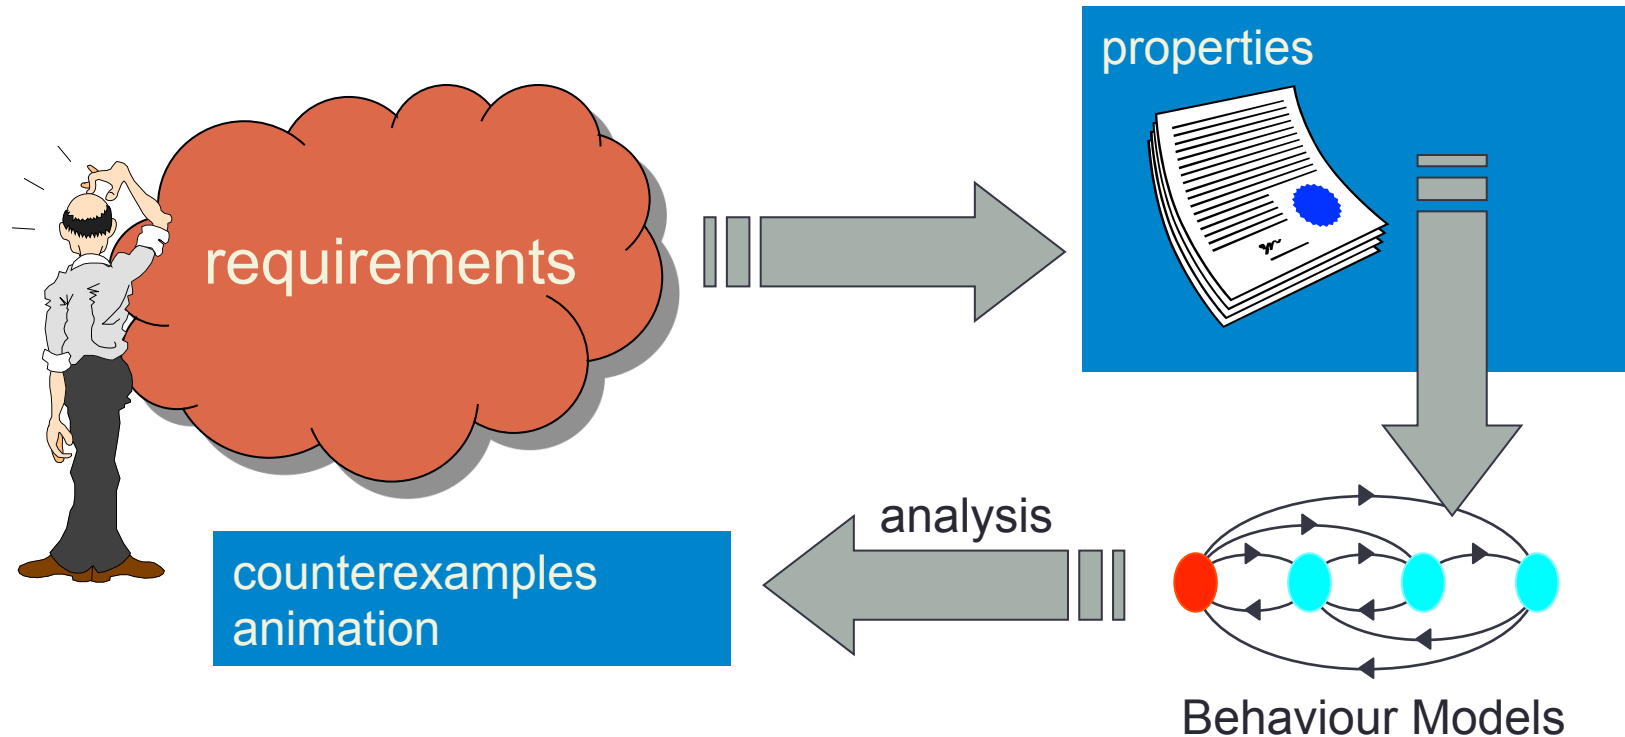 properties
requirements
analysis
counterexamples
animation
Behaviour Models